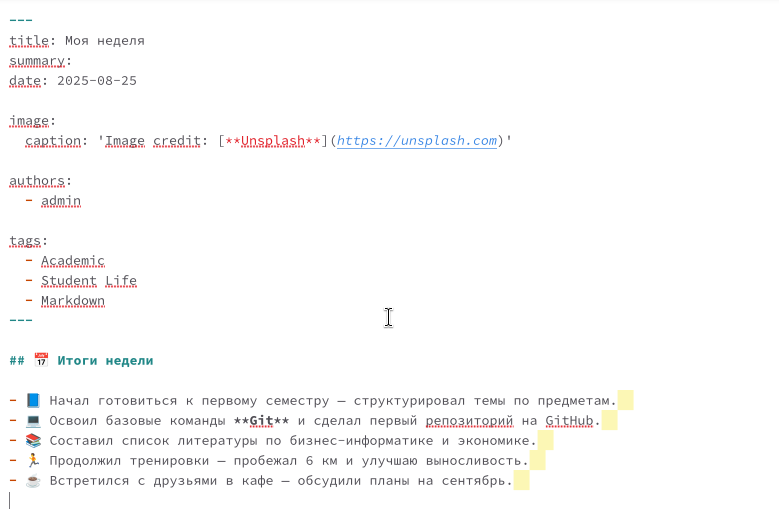 ---
title: Моя неделя
summary:
date: 2025-08-25
image:
caption: 'Image credit: [**Unsplash**](https://unsplash.com)'
authors:
- admin
tags:
- Academic
- Student Life
- Markdown
---
## 📅 Итоги недели
- 📘 Начал готовиться к первому семестру — структурировал темы по предметам.
- 💻 Освоил базовые команды **Git** и сделал первый репозиторий на GitHub.
- 📚 Составил список литературы по бизнес-информатике и экономике.
- 🏃 Продолжил тренировки — пробежал 6 км и улучшаю выносливость.
- ☕ Встретился с друзьями в кафе — обсудили планы на сентябрь.